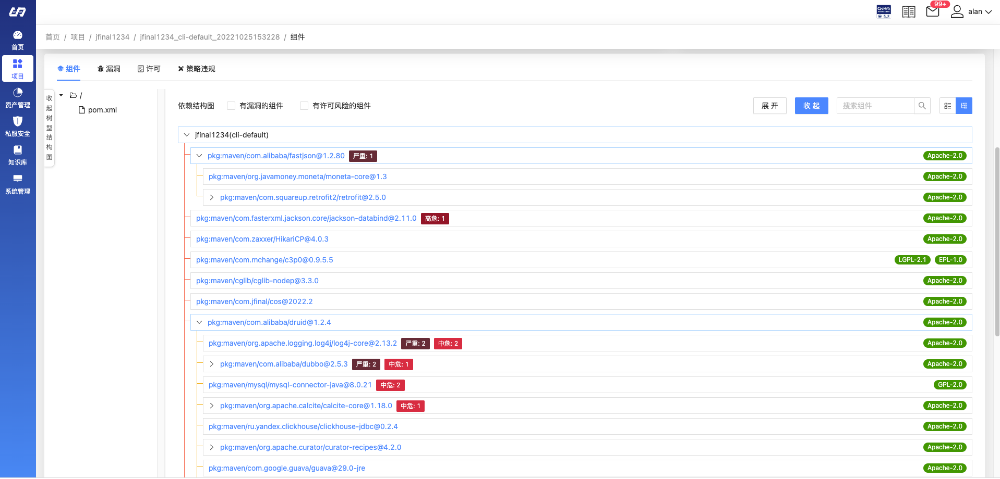 CNNVD
99+
alan
首页 / 项目 / jfinal1234 / jfinal1234_cli-default_20221025153228 / 组件
首页
项目
资产管理
私服安全
知识库
系统管理
组件 漏洞 许可 策略违规
收起树型结构图
/
pom.xml
依赖结构图 有漏洞的组件 有许可风险的组件 展 开 收 起 搜索组件
jfinal1234(cli-default)
pkg:maven/com.alibaba/fastjson@1.2.80 严重: 1 Apache-2.0
pkg:maven/org.javamoney.moneta/moneta-core@1.3 Apache-2.0
pkg:maven/com.squareup.retrofit2/retrofit@2.5.0 Apache-2.0
pkg:maven/com.fasterxml.jackson.core/jackson-databind@2.11.0 高危: 1 Apache-2.0
pkg:maven/com.zaxxer/HikariCP@4.0.3 Apache-2.0
pkg:maven/com.mchange/c3p0@0.9.5.5 LGPL-2.1 EPL-1.0
pkg:maven/cglib/cglib-nodep@3.3.0 Apache-2.0
pkg:maven/com.jfinal/cos@2022.2 Apache-2.0
pkg:maven/com.alibaba/druid@1.2.4 Apache-2.0
pkg:maven/org.apache.logging.log4j/log4j-core@2.13.2 严重: 2 中危: 2 Apache-2.0
pkg:maven/com.alibaba/dubbo@2.5.3 严重: 2 中危: 1 Apache-2.0
pkg:maven/mysql/mysql-connector-java@8.0.21 中危: 2 GPL-2.0
pkg:maven/org.apache.calcite/calcite-core@1.18.0 中危: 1 Apache-2.0
pkg:maven/ru.yandex.clickhouse/clickhouse-jdbc@0.2.4 Apache-2.0
pkg:maven/org.apache.curator/curator-recipes@4.2.0 Apache-2.0
pkg:maven/com.google.guava/guava@29.0-jre Apache-2.0